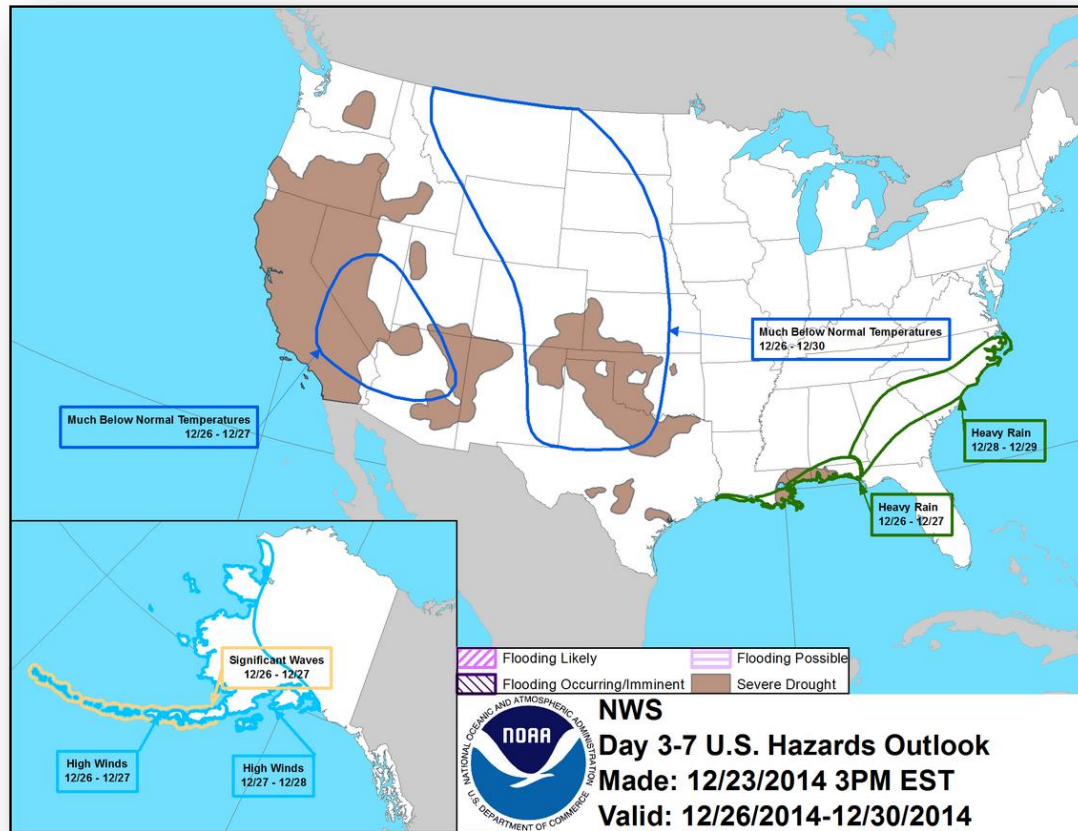 Much Below Normal Temperatures
12/26 - 12/30
Much Below Normal Temperatures
12/26 - 12/27
Heavy Rain
12/28 - 12/29
Heavy Rain
12/26 - 12/27
Significant Waves
12/26 - 12/27
High Winds
12/26 - 12/27
High Winds
12/27 - 12/28
Flooding Likely
Flooding Possible
Flooding Occurring/Imminent
Severe Drought
NATIONAL OCEANIC AND ATMOSPHERIC ADMINISTRATION
U.S. DEPARTMENT OF COMMERCE
NOAA
NWS
Day 3-7 U.S. Hazards Outlook
Made: 12/23/2014 3PM EST
Valid: 12/26/2014-12/30/2014